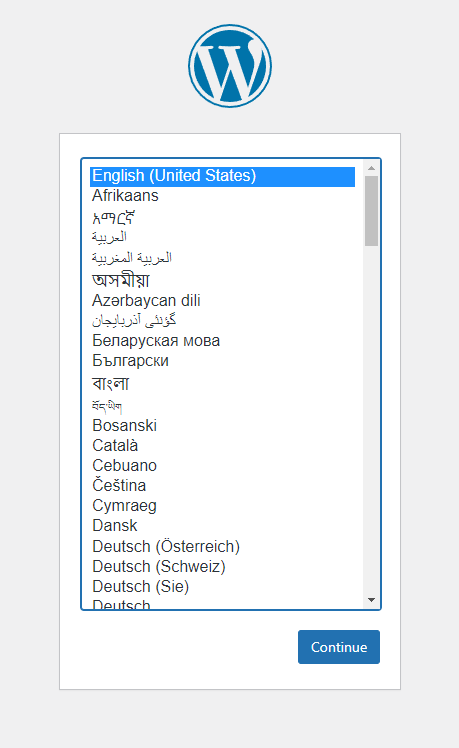 English (United States)
Afrikaans
አማርኛ
العربية
العربية المغربية
অসমীয়া
Azərbaycan dili
گؤنئی آذربایجان
Беларуская мова
Български
বাংলা
བོད་ཡིག
Bosanski
Català
Cebuano
Čeština
Cymraeg
Dansk
Deutsch (Österreich)
Deutsch (Schweiz)
Deutsch (Sie)
Deutsch
Continue